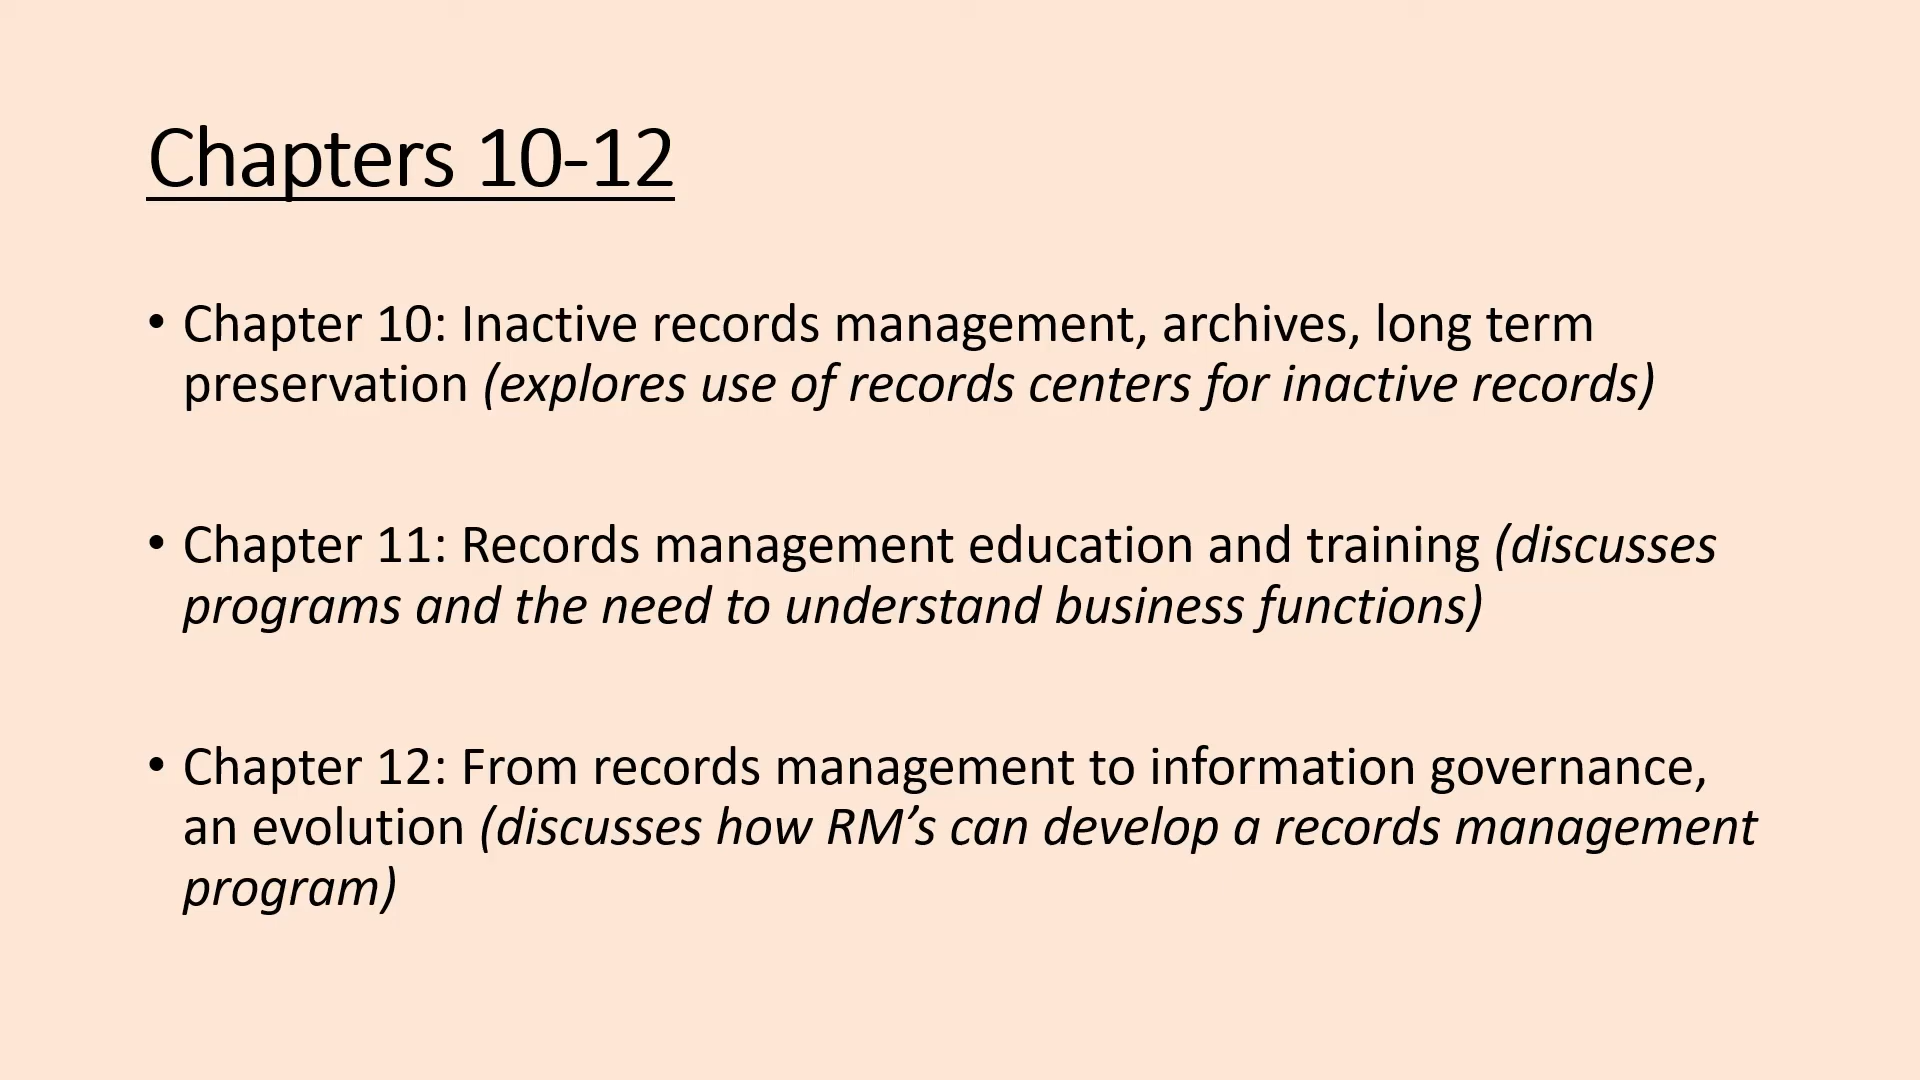 Chapters 10-12
• Chapter 10: Inactive records management, archives, long term
preservation (explores use of records centers for inactive records)
• Chapter 11: Records management education and training (discusses
programs and the need to understand business functions)
• Chapter 12: From records management to information governance,
an evolution (discusses how RM’s can develop a records management
program)